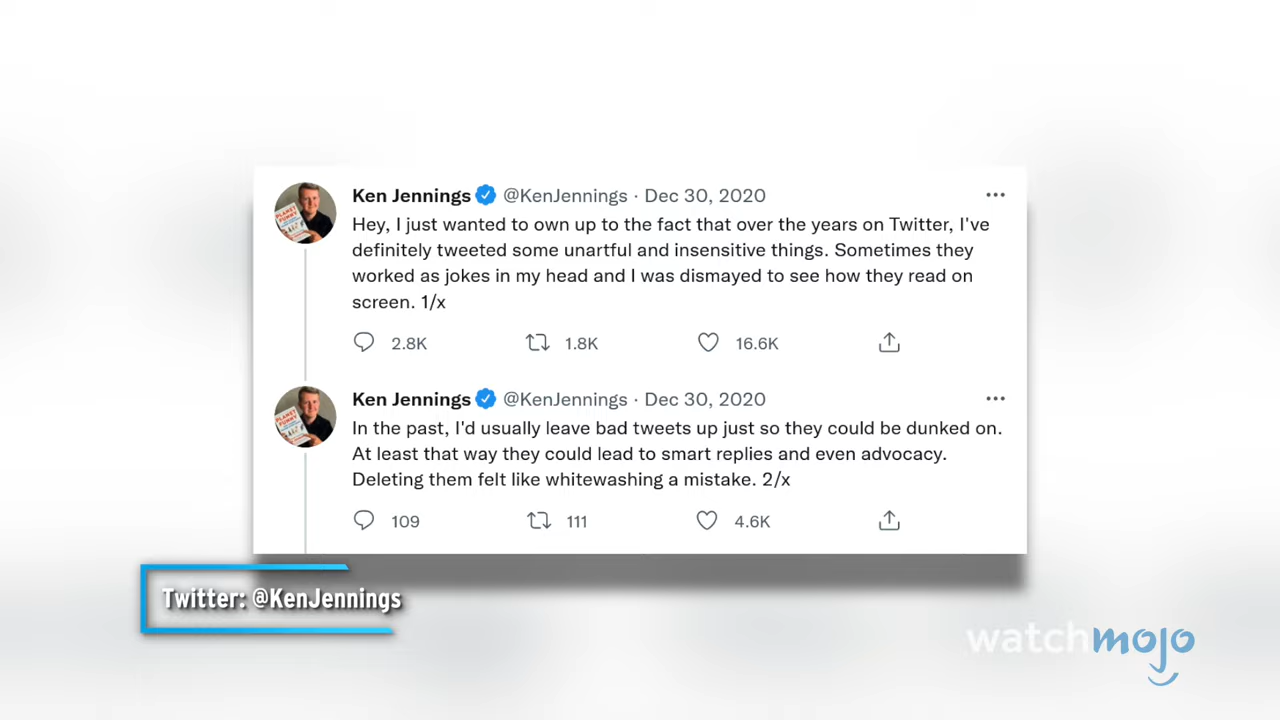 Ken Jennings @KenJennings · Dec 30, 2020
Hey, I just wanted to own up to the fact that over the years on Twitter, I've
definitely tweeted some unartful and insensitive things. Sometimes they
worked as jokes in my head and I was dismayed to see how they read on
screen. 1/x
2.8K 1.8K 16.6K
Ken Jennings @KenJennings · Dec 30, 2020
In the past, I'd usually leave bad tweets up just so they could be dunked on.
At least that way they could lead to smart replies and even advocacy.
Deleting them felt like whitewashing a mistake. 2/x
109 111 4.6K
Twitter: @KenJennings
watchmojo